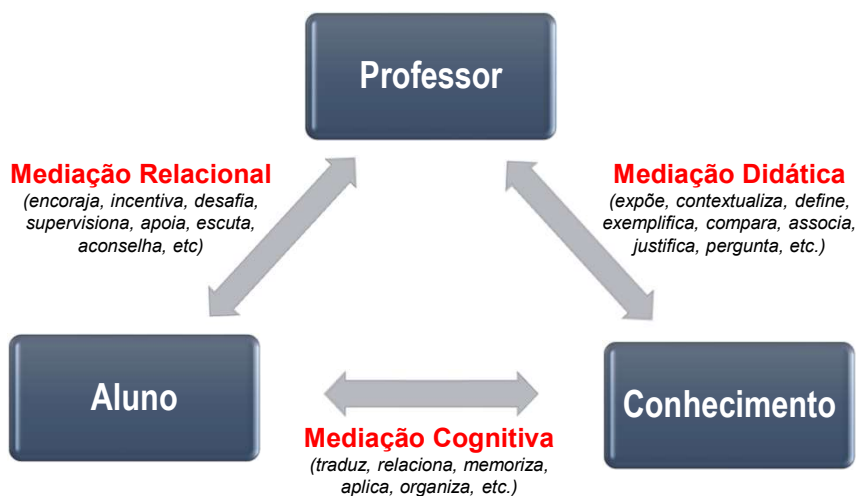 Professor
Mediação Relacional
(encoraja, incentiva, desafia,
supervisiona, apoia, escuta,
aconselha, etc)
Mediação Didática
(expõe, contextualiza, define,
exemplifica, compara, associa,
justifica, pergunta, etc.)
Aluno
Conhecimento
Mediação Cognitiva
(traduz, relaciona, memoriza,
aplica, organiza, etc.)